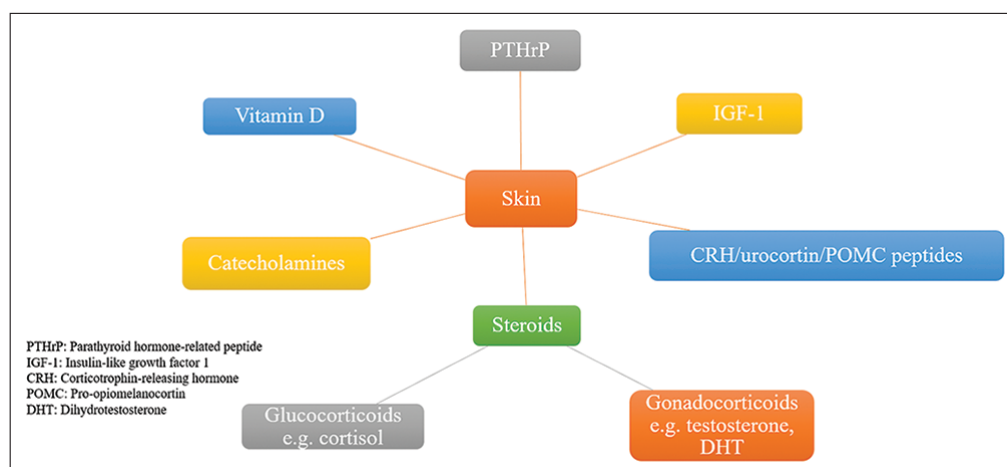 PTHrP
Vitamin D
IGF-1
Skin
Catecholamines
CRH/urocortin/POMC peptides
Steroids
PTHrP: Parathyroid hormone-related peptide
IGF-1: Insulin-like growth factor 1
CRH: Corticotrophin-releasing hormone
POMC: Pro-opiomelanocortin
DHT: Dihydrotestosterone
Glucocorticoids
e.g. cortisol
Gonadocorticoids
e.g. testosterone,
DHT